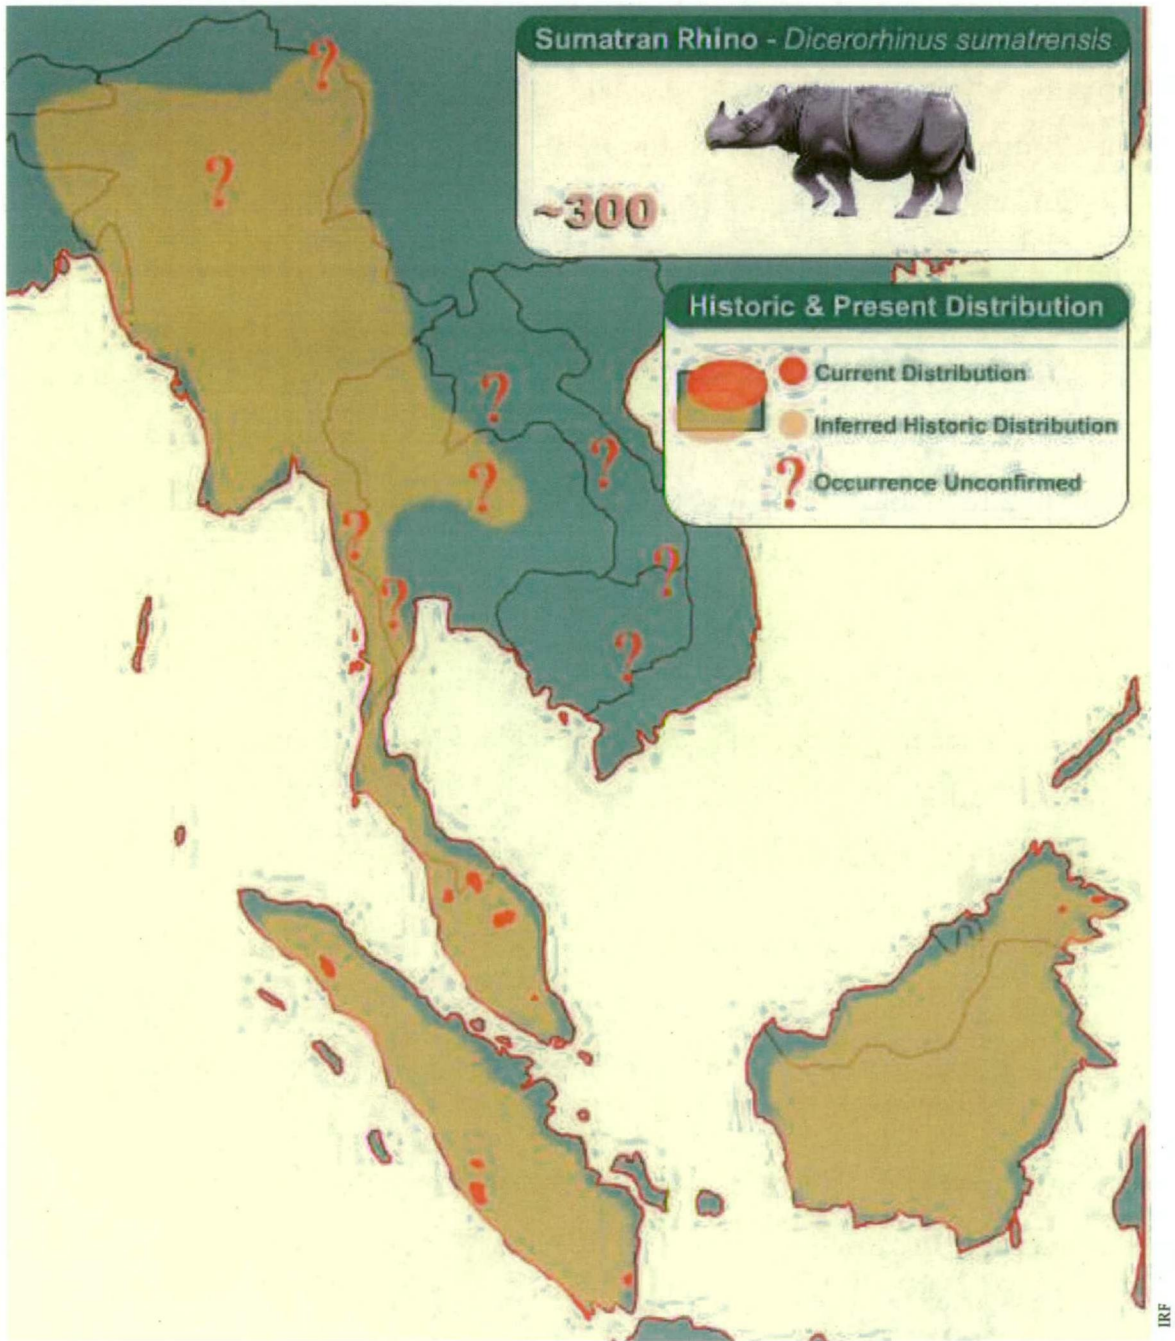 Sumatran Rhino - Dicerorhinus sumatrensis
~300
Historic & Present Distribution
Current Distribution
Inferred Historic Distribution
? Occurrence Unconfirmed
?
?
?
?
?
?
?
?
?
?
IRF